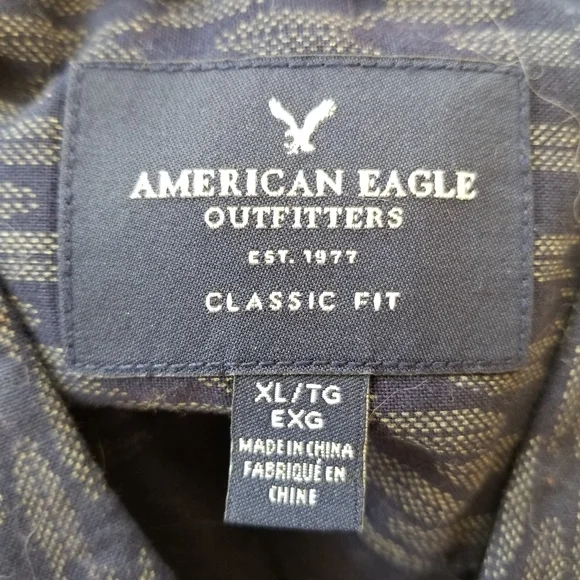 AMERICAN EAGLE
OUTFITTERS
EST. 1977
CLASSIC FIT
XL/TG
EXG
MADE IN CHINA
FABRIQUÉ EN
CHINE